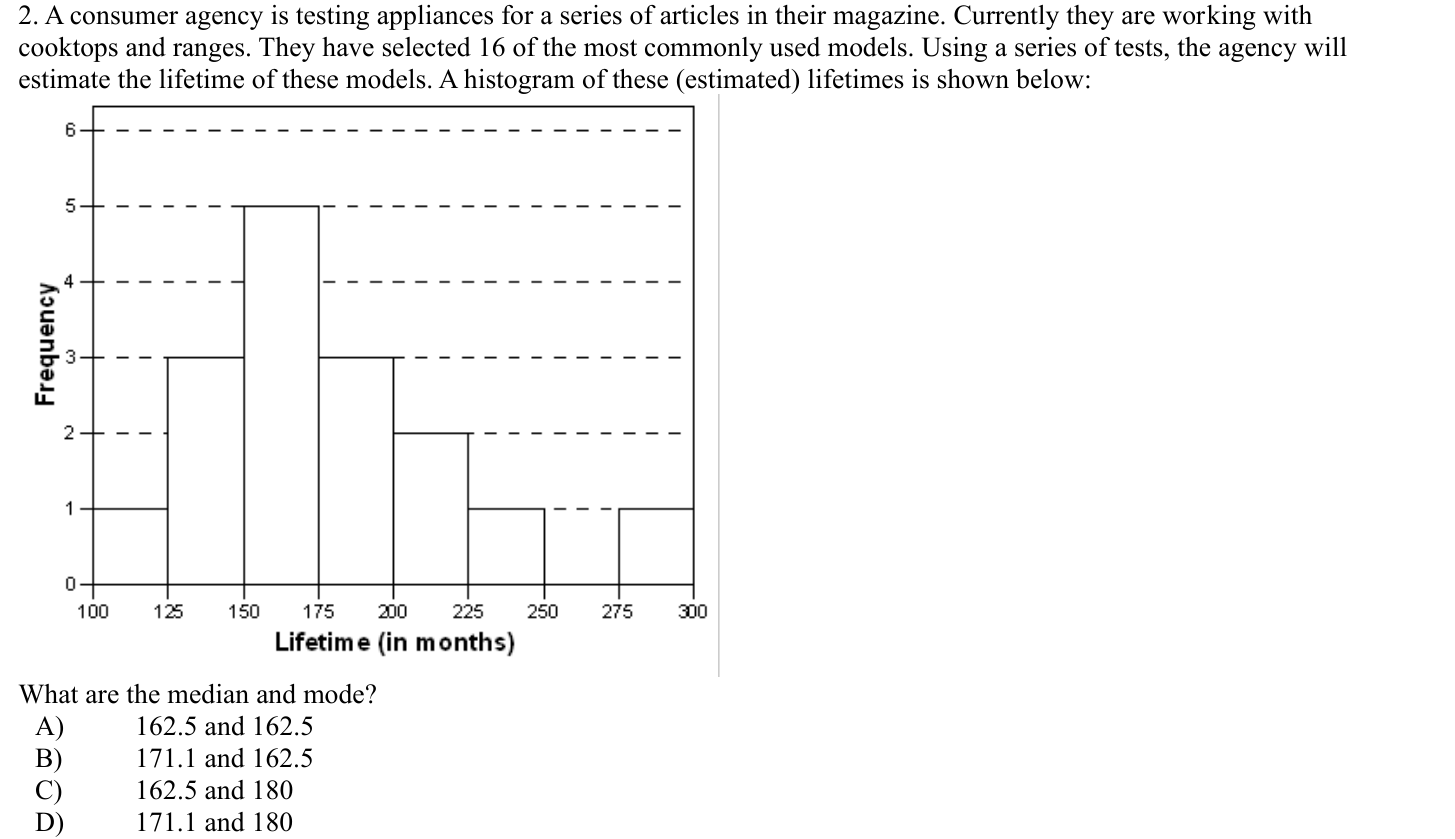 2. A consumer agency is testing appliances for a series of articles in their magazine. Currently they are working with
cooktops and ranges. They have selected 16 of the most commonly used models. Using a series of tests, the agency will
estimate the lifetime of these models. A histogram of these (estimated) lifetimes is shown below:
6
5
4
3
2
1
0
Frequency
100 125 150 175 200 225 250 275 300
Lifetime (in months)
What are the median and mode?
A) 162.5 and 162.5
B) 171.1 and 162.5
C) 162.5 and 180
D) 171.1 and 180